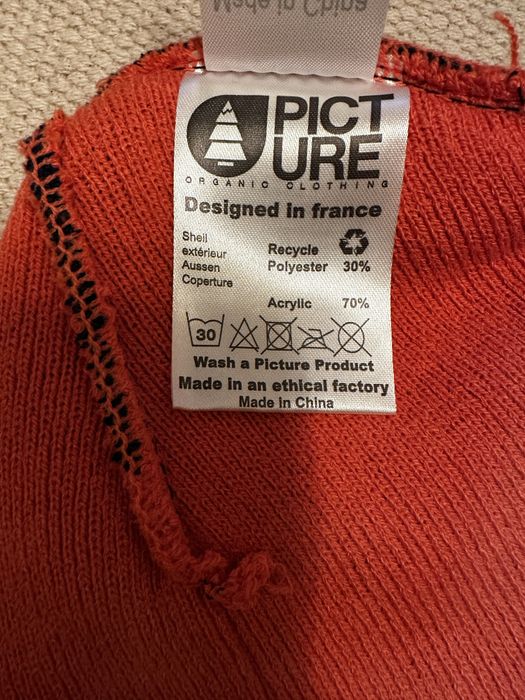 Made in China
PICT
URE
ORGANIC CLOTHING
Designed in france
Shell
extérieur
Aussen
Coperture
Recycle
Polyester 30%
Acrylic 70%
30
Wash a Picture Product
Made in an ethical factory
Made in China